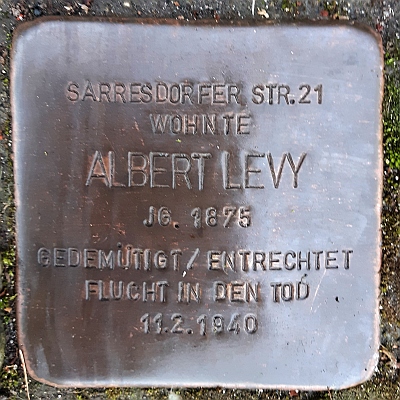 SARRESDORFER STR.21
WOHNTE
ALBERT LEVY
JG. 1875
GEDEMÜTIGT/ ENTRECHTET
FLUCHT IN DEN TOD
11.2.1940